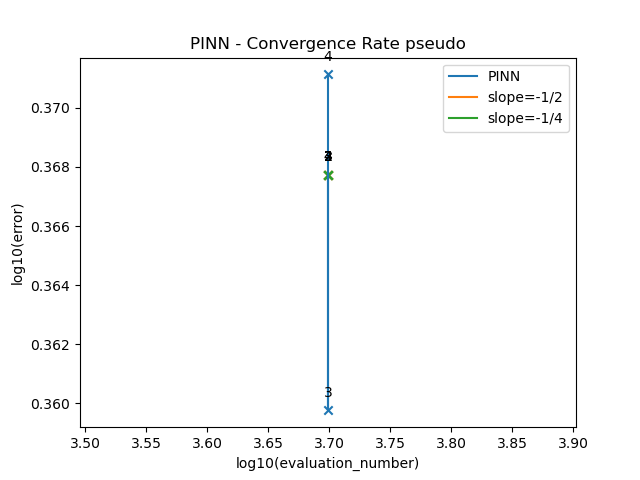 PINN - Convergence Rate pseudo
4
PINN
slope=-1/2
slope=-1/4
0.370
0.368
0.366
0.364
0.362
0.360
3
log10(error)
3.50
3.55
3.60
3.65
3.70
3.75
3.80
3.85
3.90
log10(evaluation_number)